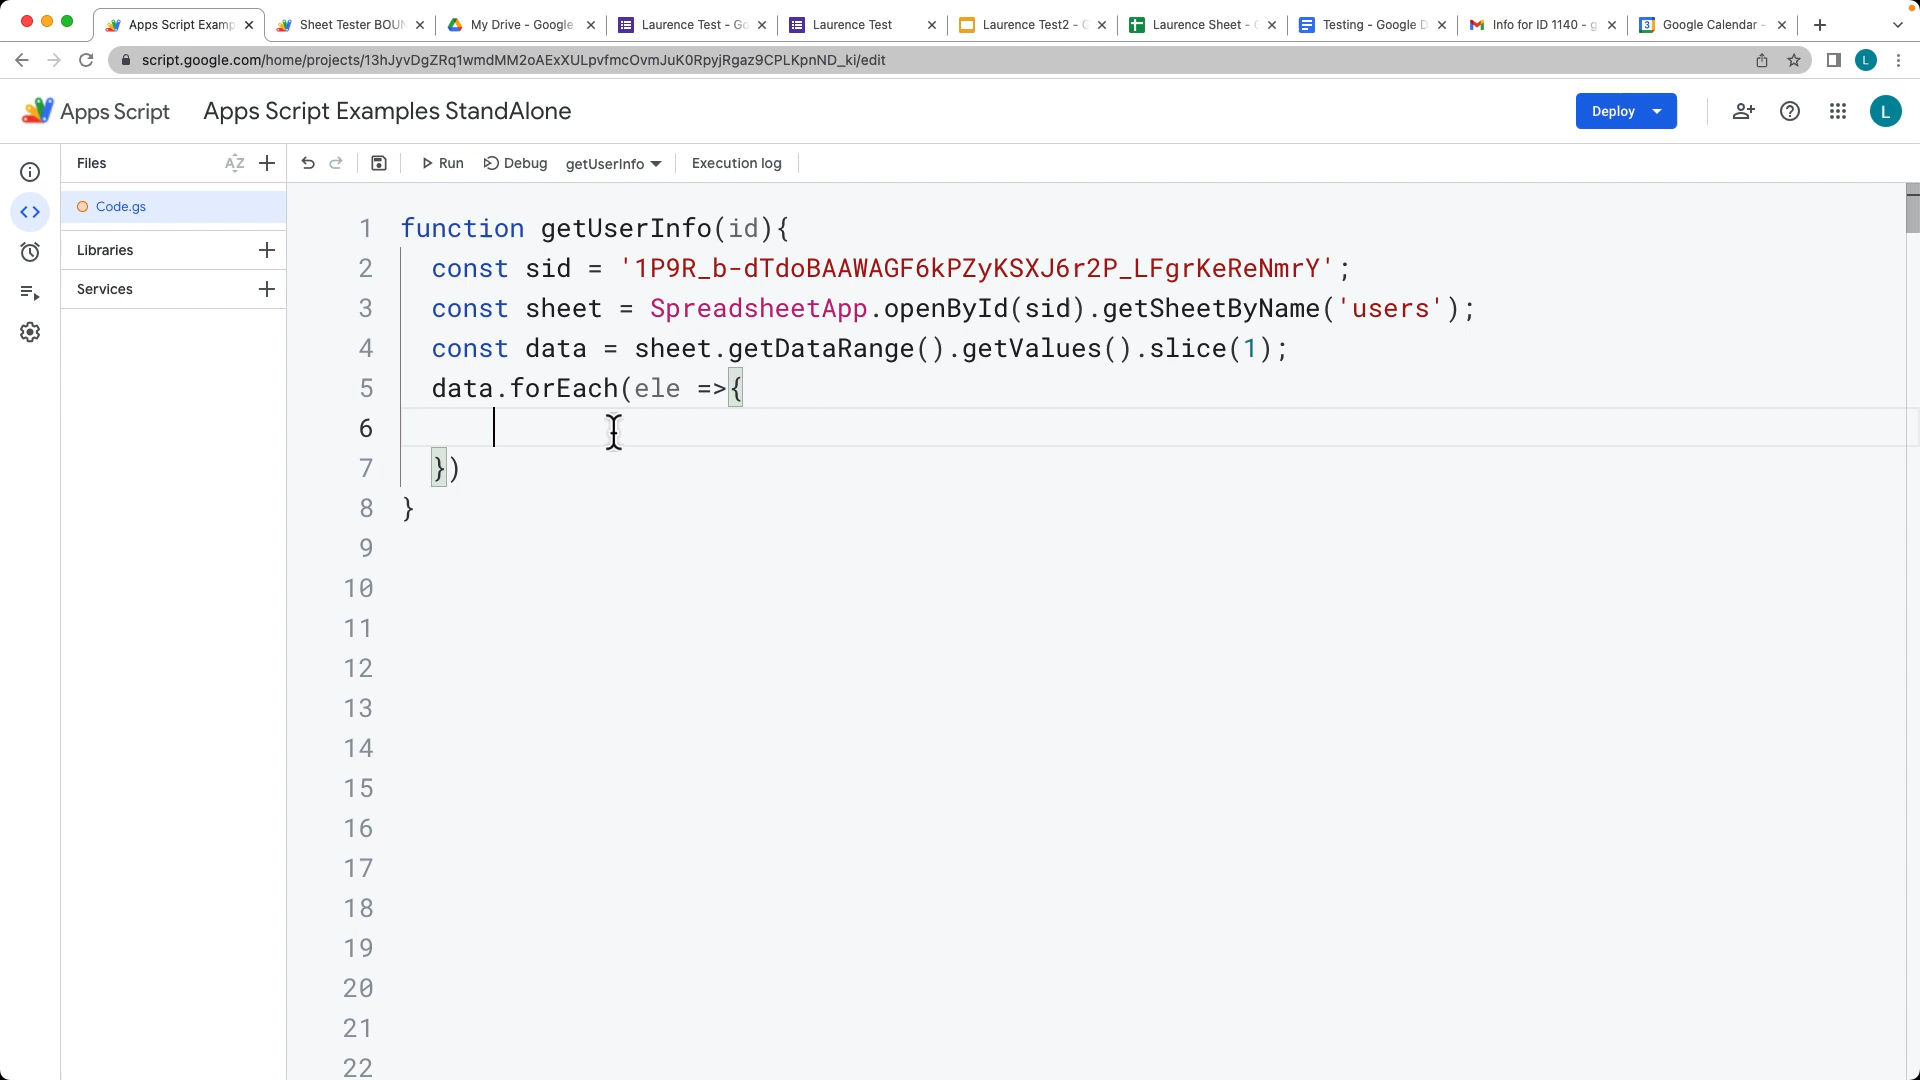 Apps Script Examp
Sheet Tester BOUN
My Drive - Google
Laurence Test - Go
Laurence Test
Laurence Test2 - G
Laurence Sheet - G
Testing - Google D
Info for ID 1140 - g
Google Calendar -
script.google.com/home/projects/13hJyvDgZRq1wmdMM2oAExXULpvfmcOvmJuK0RpyjRgaz9CPLKpnND_ki/edit
L
Apps Script
Apps Script Examples StandAlone
Deploy
L
Files
AZ
Run
Debug
getUserInfo
Execution log
Code.gs
Libraries
Services
1 function getUserInfo(id){
2 const sid = '1P9R_b-dTdoBAAWAGF6kPZyKSXJ6r2P_LFgrKeReNmrY';
3 const sheet = SpreadsheetApp.openById(sid).getSheetByName('users');
4 const data = sheet.getDataRange().getValues().slice(1);
5 data.forEach(ele =>{
6
7 })
8 }
9
10
11
12
13
14
15
16
17
18
19
20
21
22